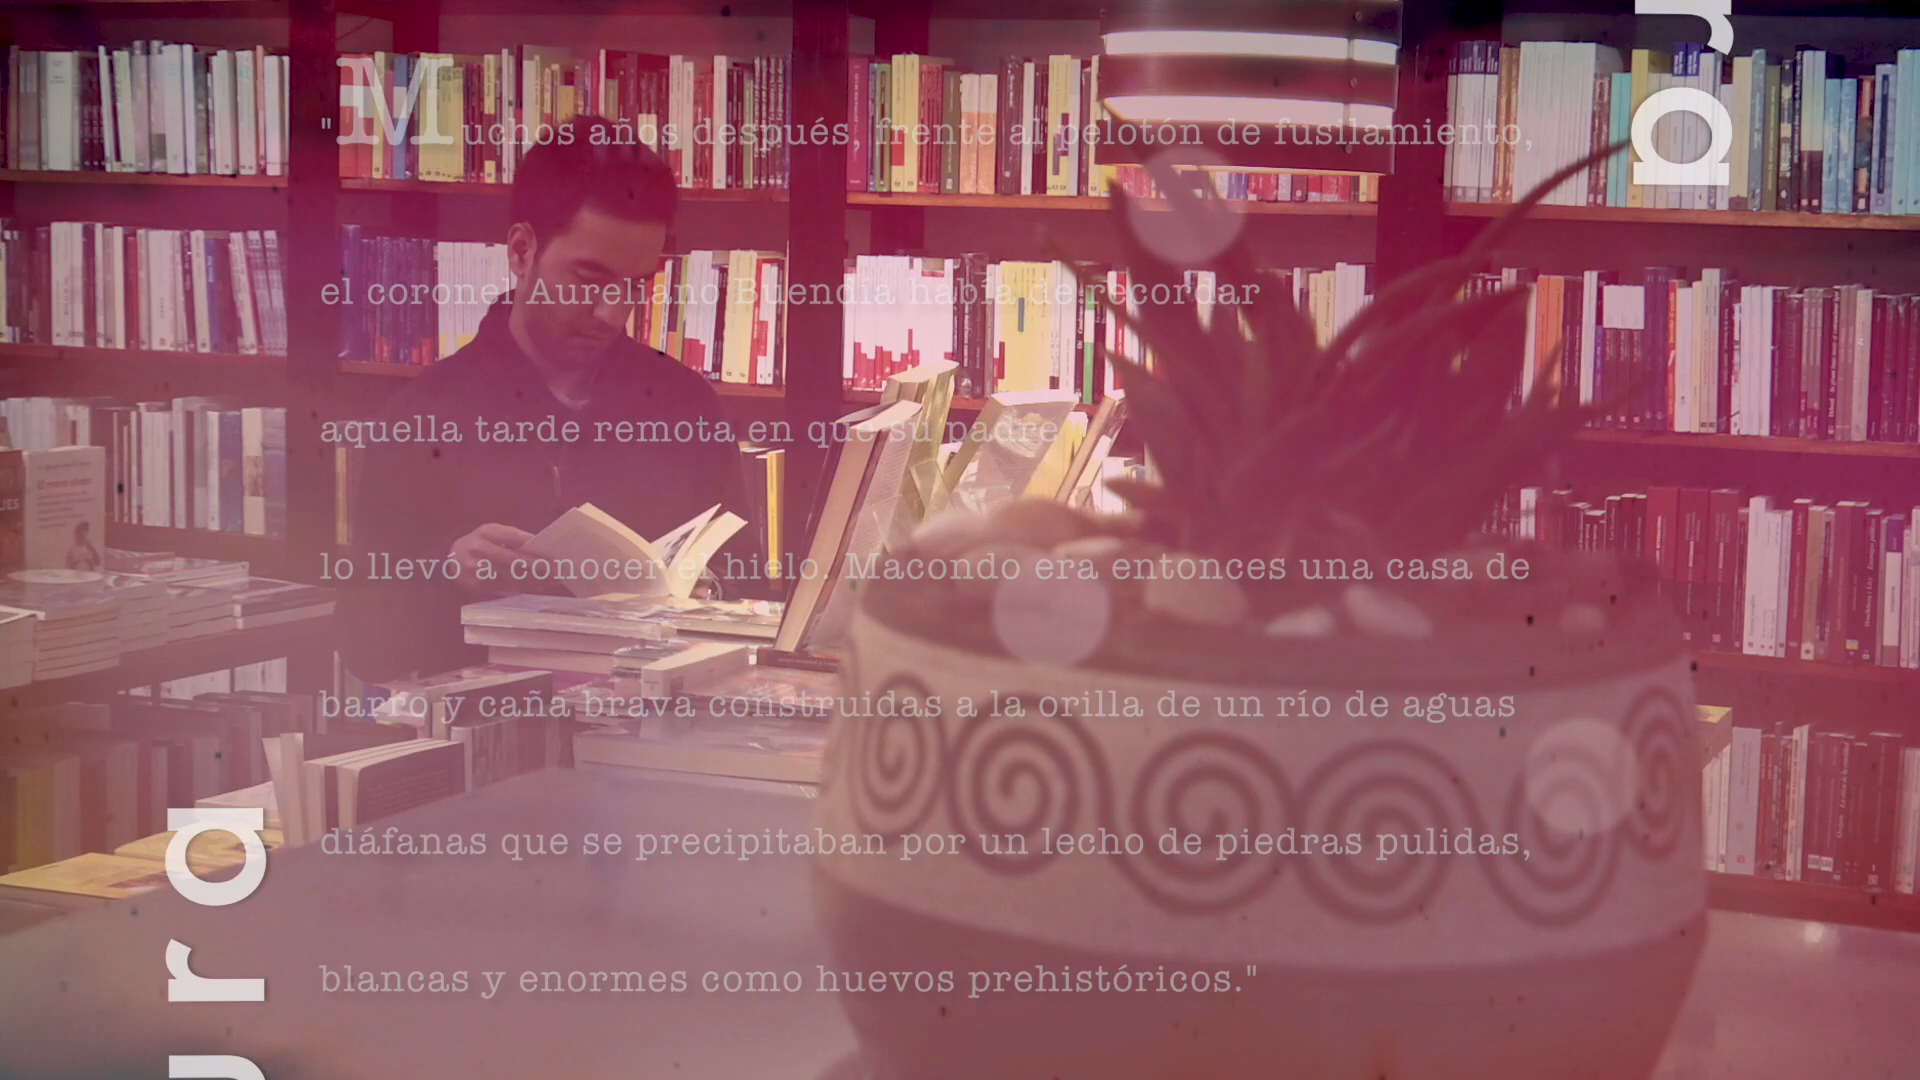 "Muchos años después, frente al pelotón de fusilamiento,
el coronel Aureliano Buendía había de recordar
aquella tarde remota en que su padre
lo llevó a conocer el hielo. Macondo era entonces una casa de
barro y caña brava construidas a la orilla de un río de aguas
diáfanas que se precipitaban por un lecho de piedras pulidas,
blancas y enormes como huevos prehistóricos."
ura